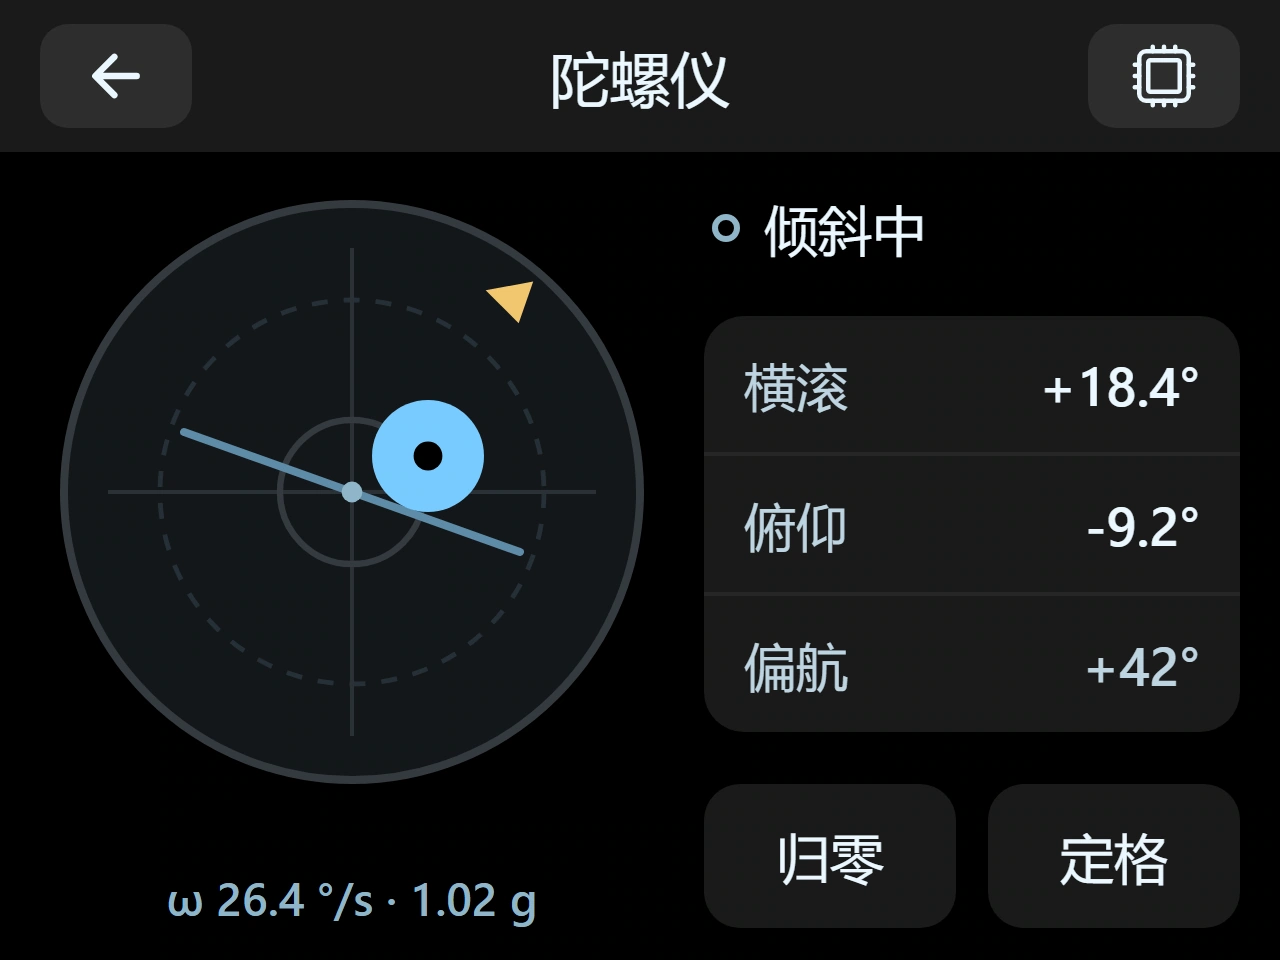 陀螺仪
倾斜中
横滚 +18.4°
俯仰 -9.2°
偏航 +42°
归零 定格
ω 26.4 °/s · 1.02 g